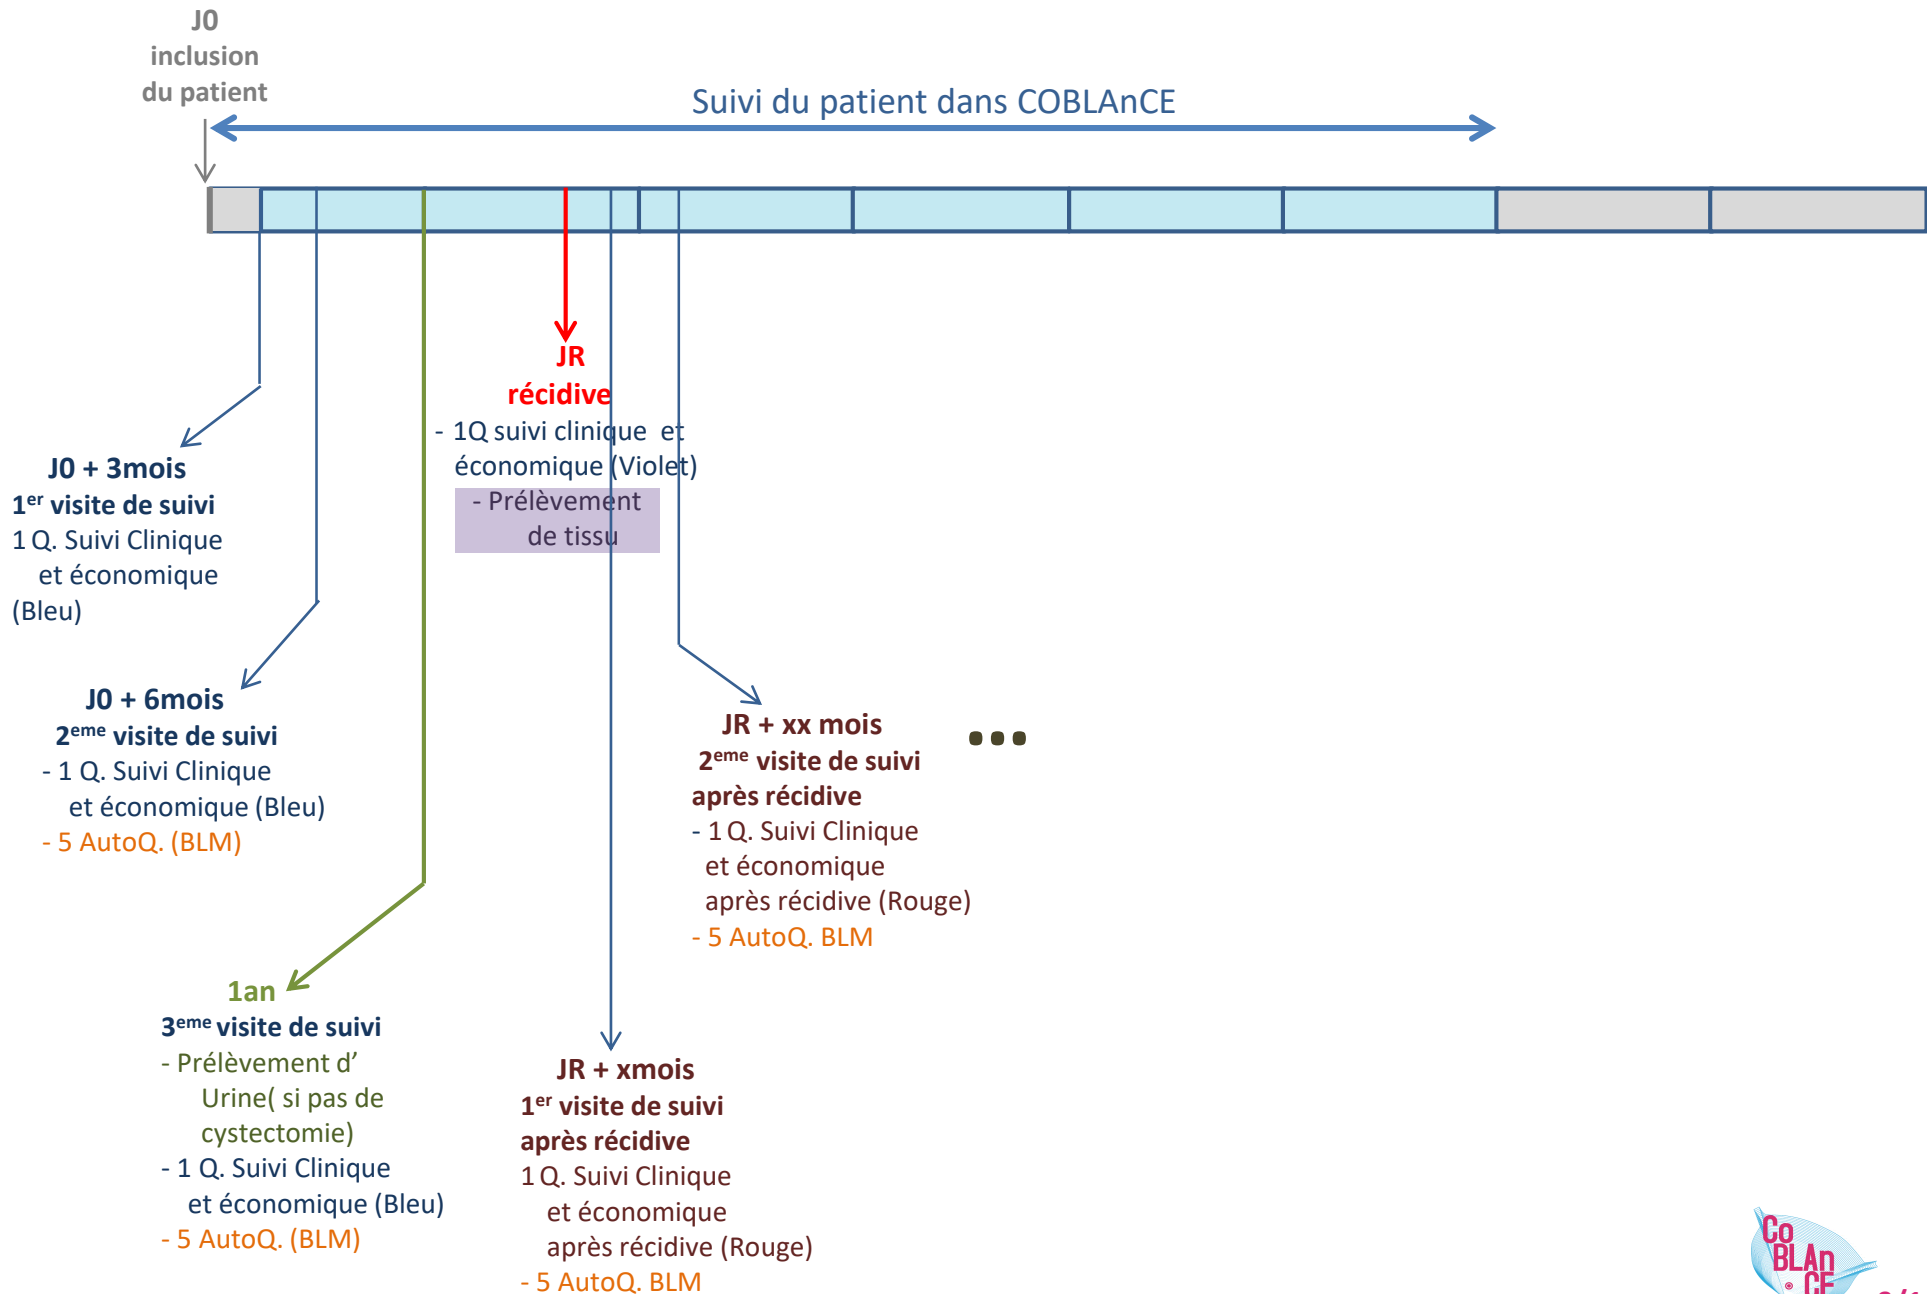 J0
inclusion
du patient
Suivi du patient dans COBLAnCE
JR
récidive
- 1Q suivi clinique et
économique (Violet)
- Prélèvement
de tissu
J0 + 3mois
1er visite de suivi
1 Q. Suivi Clinique
et économique
(Bleu)
J0 + 6mois
2eme visite de suivi
- 1 Q. Suivi Clinique
et économique (Bleu)
- 5 AutoQ. (BLM)
JR + xx mois
2eme visite de suivi
après récidive
- 1 Q. Suivi Clinique
et économique
après récidive (Rouge)
- 5 AutoQ. BLM
...
1an
3eme visite de suivi
- Prélèvement d’
Urine( si pas de
cystectomie)
- 1 Q. Suivi Clinique
et économique (Bleu)
- 5 AutoQ. (BLM)
JR + xmois
1er visite de suivi
après récidive
1 Q. Suivi Clinique
et économique
après récidive (Rouge)
- 5 AutoQ. BLM
Co
BLAn
CE